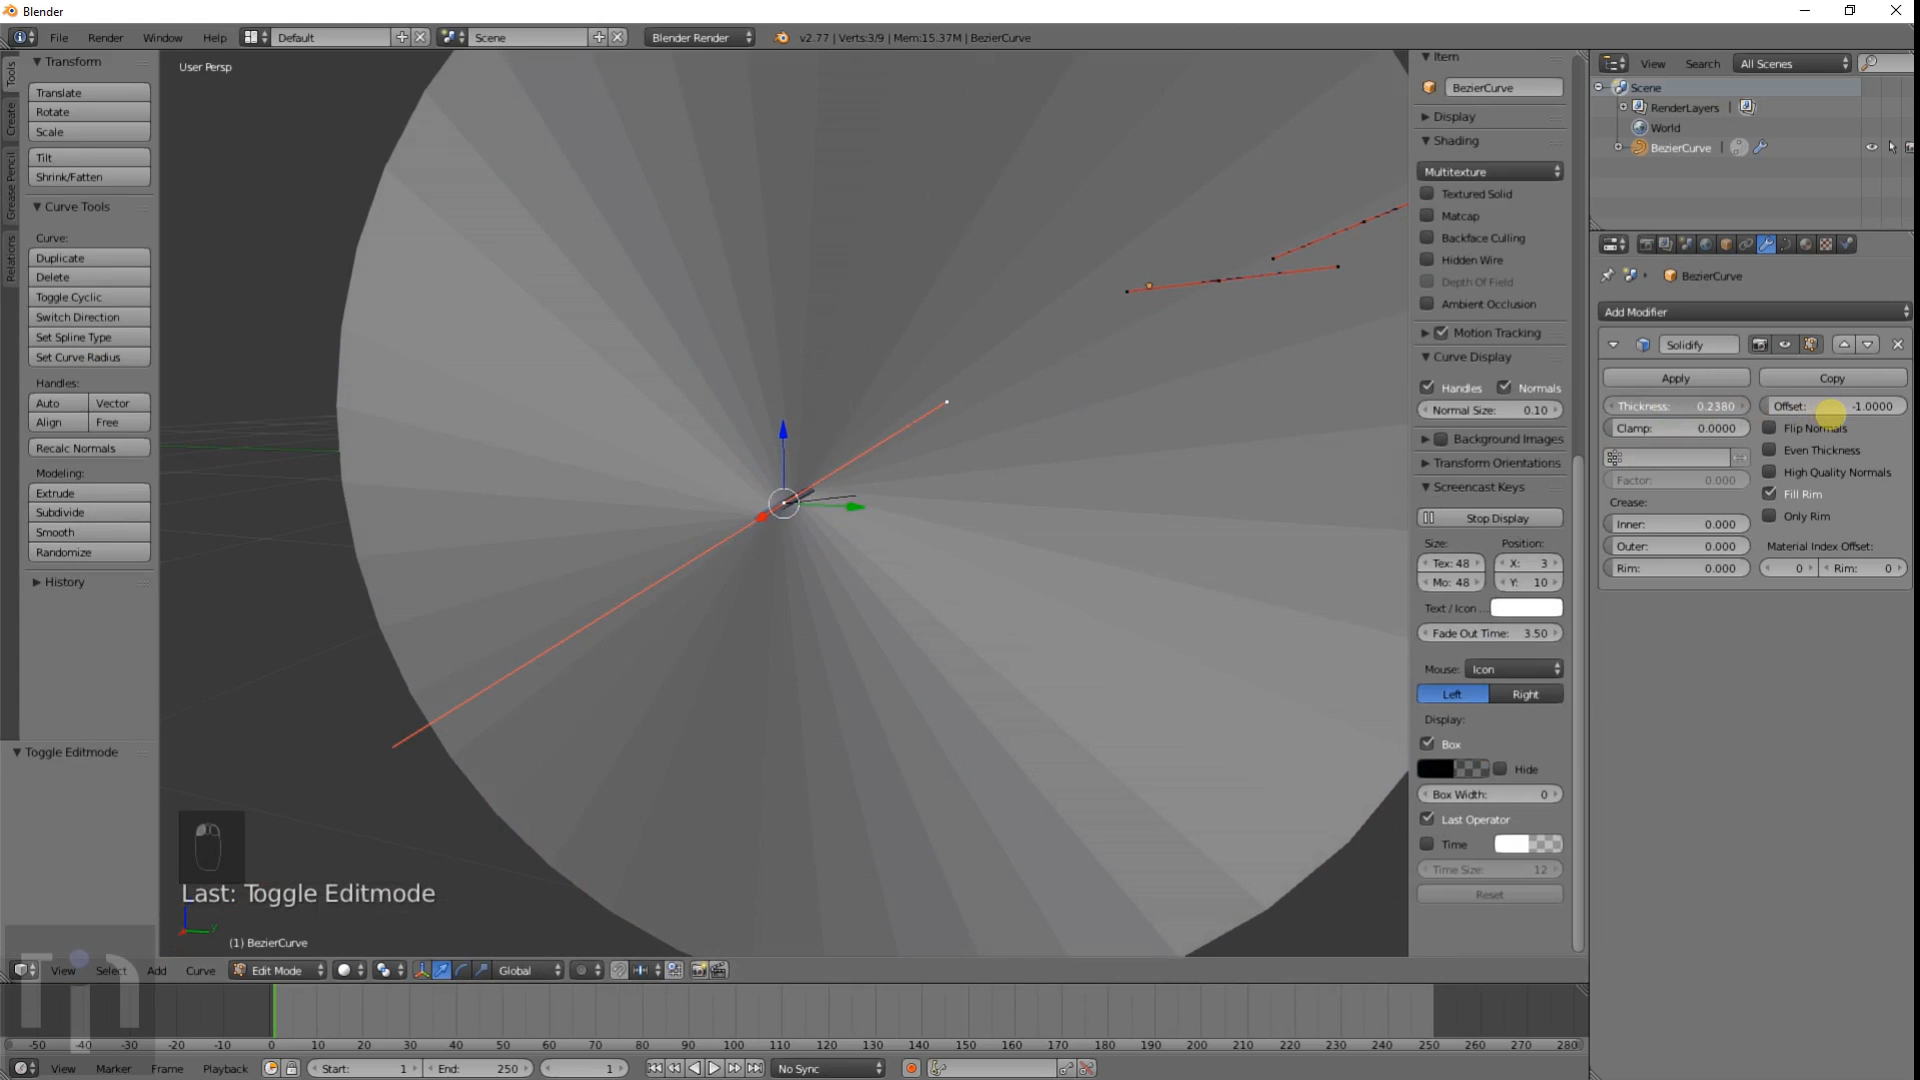 Blender
File Render Window Help Default Scene Blender Render v2.77 | Verts:3/9 | Mem:15.37M | BezierCurve
Tools
Create
Grease Pencil
Relations
Transform
Translate
Rotate
Scale
Tilt
Shrink/Fatten
Curve Tools
Curve:
Duplicate
Delete
Toggle Cyclic
Switch Direction
Set Spline Type
Set Curve Radius
Handles:
Auto Vector
Align Free
Recalc Normals
Modeling:
Extrude
Subdivide
Smooth
Randomize
History
Toggle Editmode
User Persp
Last: Toggle Editmode
(1) BezierCurve
View Select Add Curve Edit Mode Global
Item
BezierCurve
Display
Shading
Multitexture
Textured Solid
Matcap
Backface Culling
Hidden Wire
Depth Of Field
Ambient Occlusion
Motion Tracking
Curve Display
Handles Normals
Normal Size: 0.10
Background Images
Transform Orientations
Screencast Keys
Stop Display
Size: Position:
Tex: 48 X: 3
Mo: 48 Y: 10
Text / Icon ...
Fade Out Time: 3.50
Mouse: Icon
Left Right
Display:
Box
Hide
Box Width: 0
Last Operator
Time
Time Size: 12
Reset
View Search All Scenes
Scene
RenderLayers |
World
BezierCurve |
BezierCurve
Add Modifier
Solidify
Apply Copy
Thickness: 0.2380 Offset: -1.0000
Clamp: 0.0000 Flip Normals
Even Thickness
High Quality Normals
Factor: 0.000
Fill Rim
Crease:
Only Rim
Inner: 0.000
Outer: 0.000 Material Index Offset:
Rim: 0.000 0 Rim: 0
-50 -40 -30 -20 -10 0 10 20 30 40 50 60 70 80 90 100 110 120 130 140 150 160 170 180 190 200 210 220 230 240 250 260 270 280
View Marker Frame Playback Start: 1 End: 250 1 No Sync